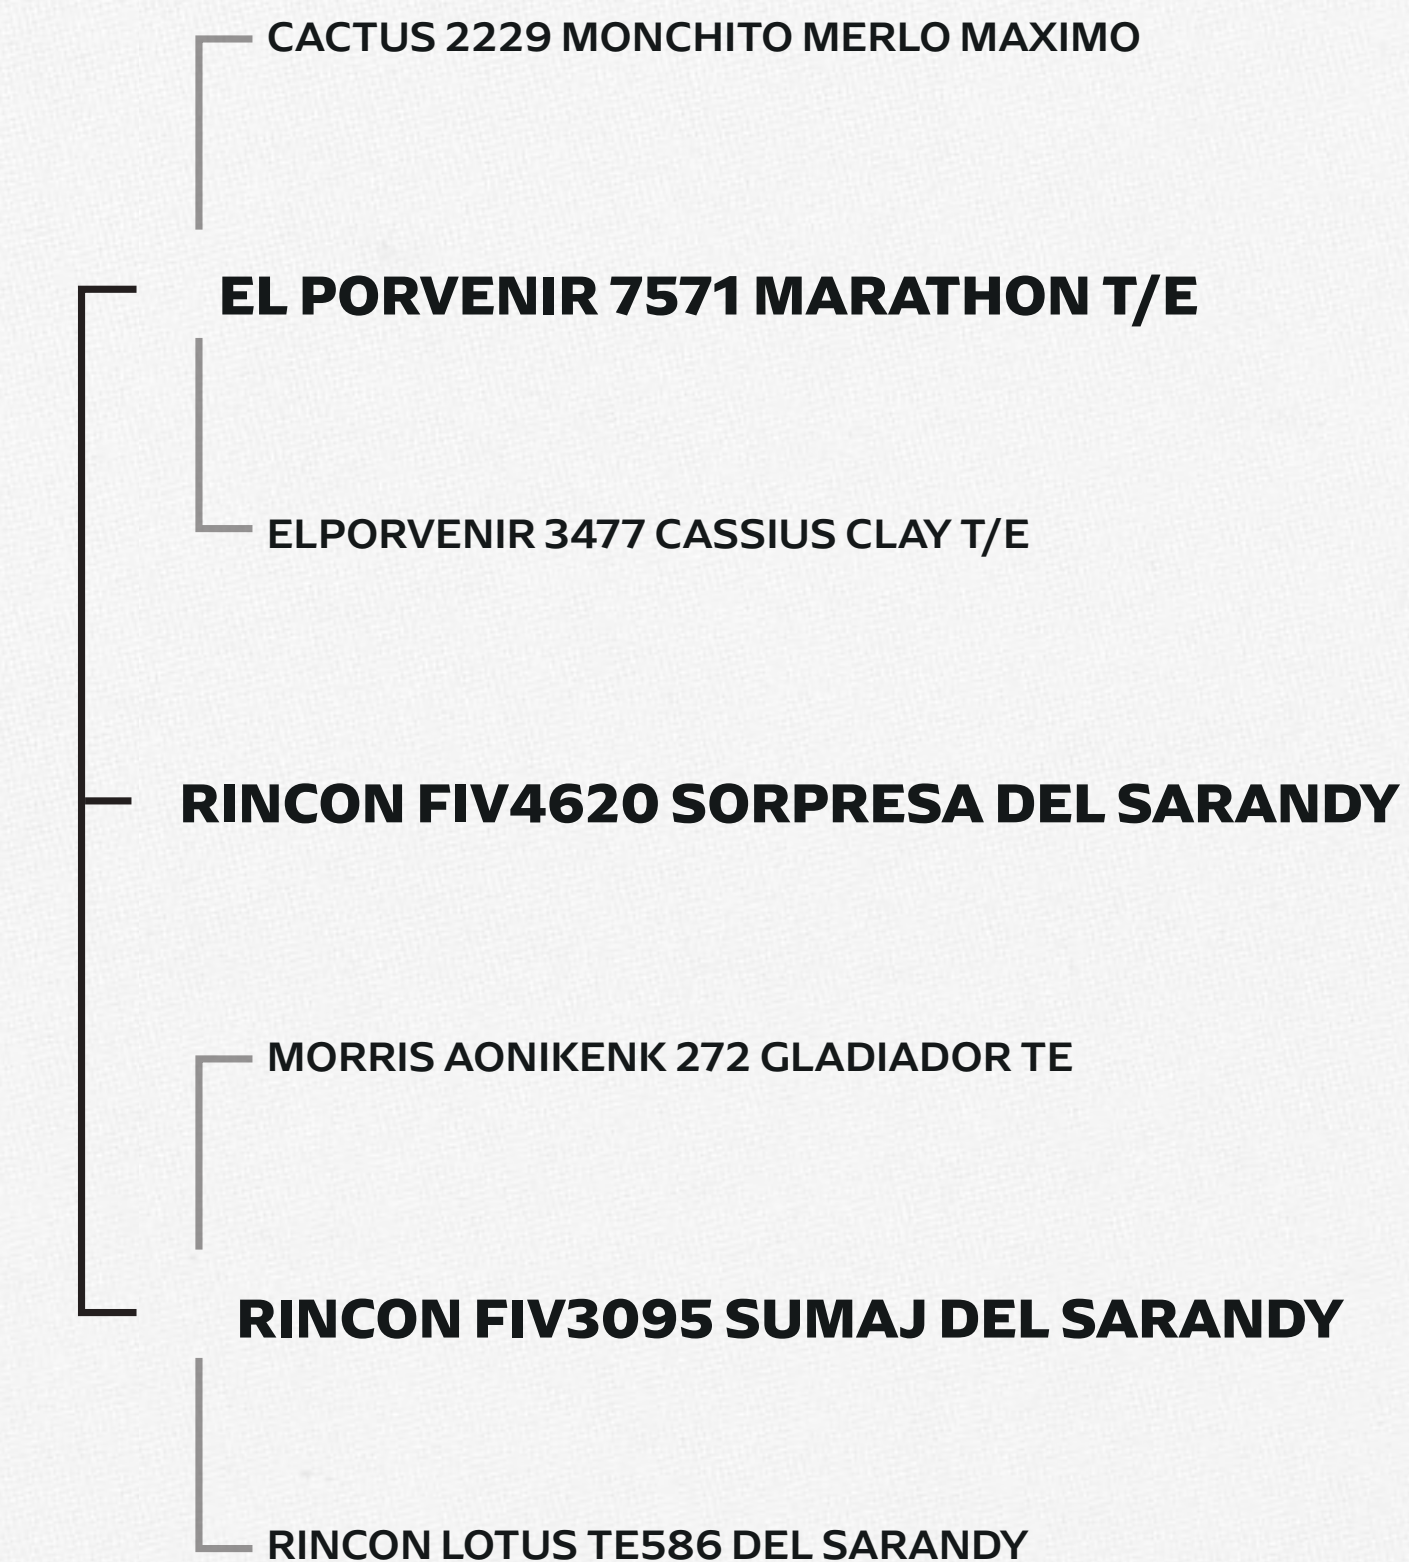 CACTUS 2229 MONCHITO MERLO MAXIMO
EL PORVENIR 7571 MARATHON T/E
ELPORVENIR 3477 CASSIUS CLAY T/E
RINCON FIV4620 SORPRESA DEL SARANDY
MORRIS AONIKENK 272 GLADIADOR TE
RINCON FIV3095 SUMAJ DEL SARANDY
RINCON LOTUS TE586 DEL SARANDY